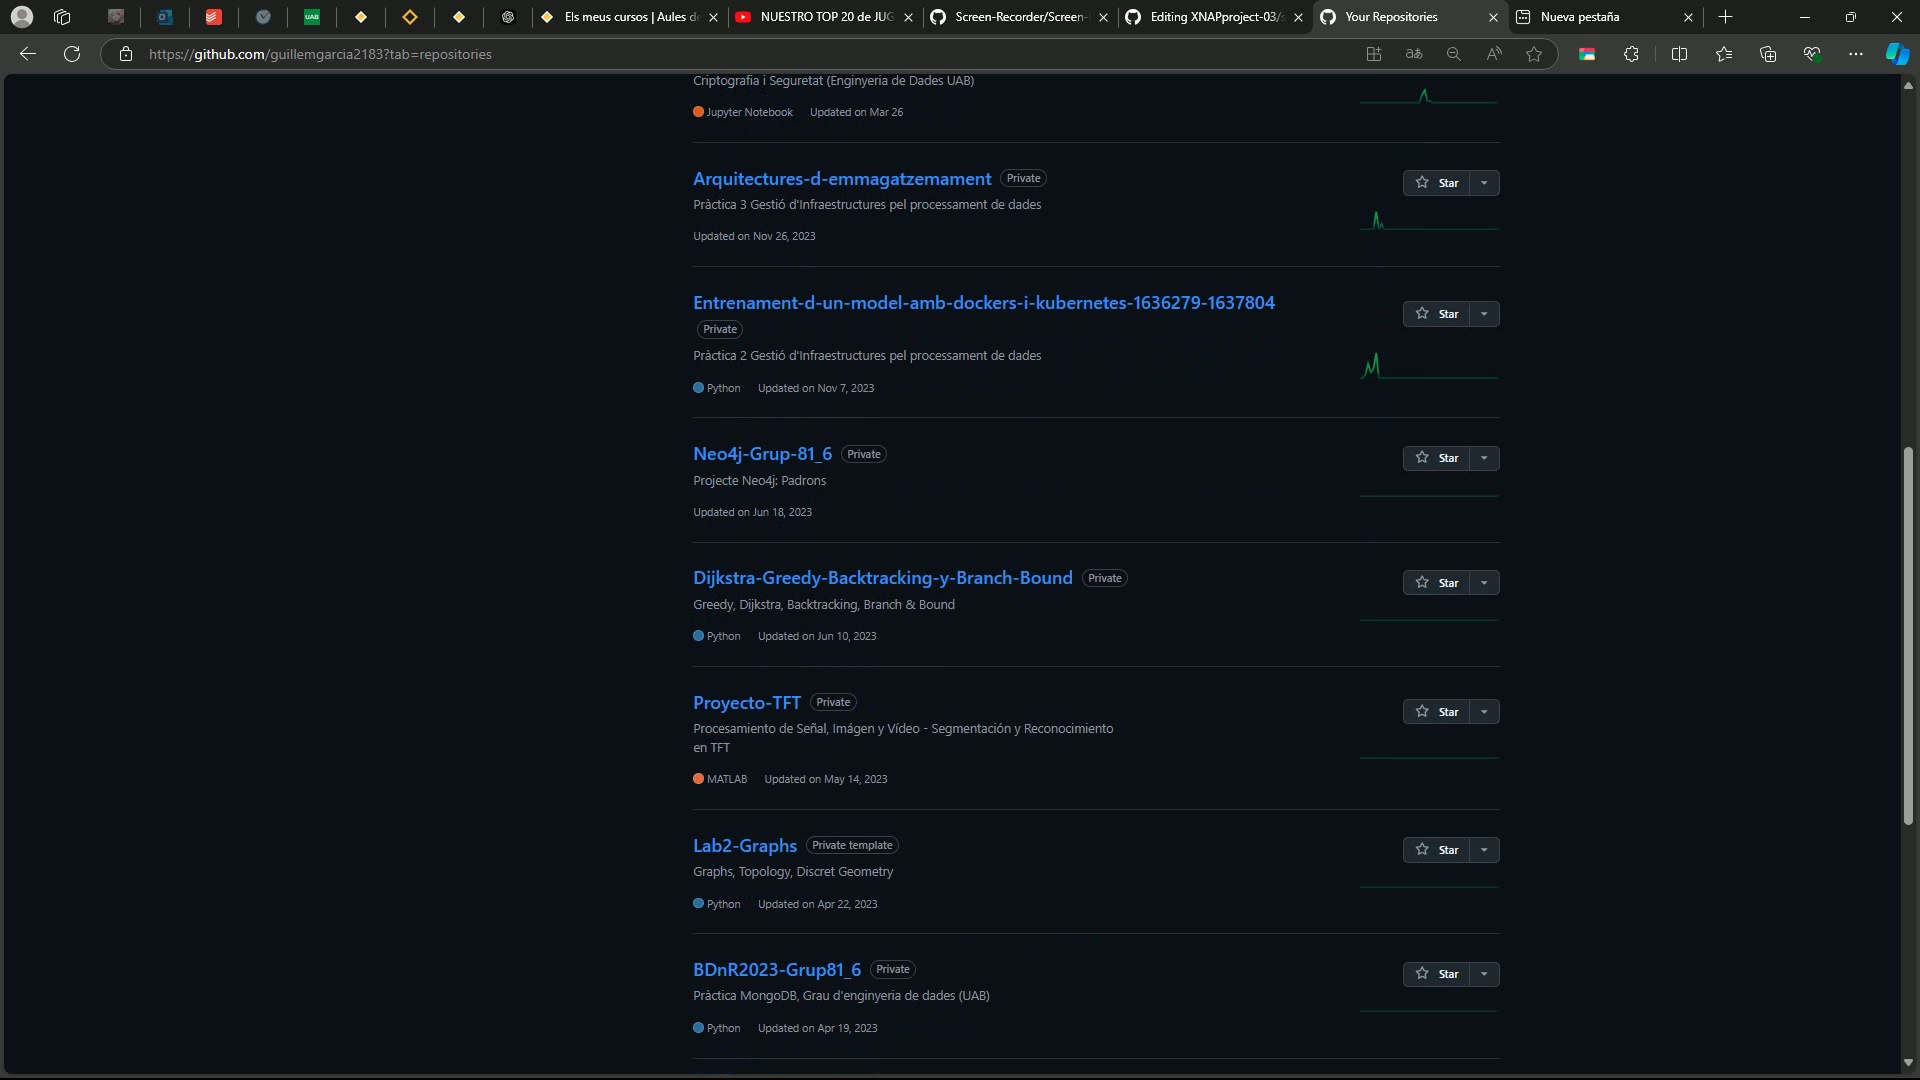 Els meus cursos | Aules d
NUESTRO TOP 20 de JUG
Screen-Recorder/Screen-
Editing XNAPproject-03/s
Your Repositories
Nueva pestaña
https://github.com/guillemgarcia2183?tab=repositories
Criptografia i Seguretat (Enginyeria de Dades UAB)
Jupyter Notebook Updated on Mar 26
Arquitectures-d-emmagatzemament Private
Star
Pràctica 3 Gestió d'Infraestructures pel processament de dades
Updated on Nov 26, 2023
Entrenament-d-un-model-amb-dockers-i-kubernetes-1636279-1637804
Star
Private
Pràctica 2 Gestió d'Infraestructures pel processament de dades
Python Updated on Nov 7, 2023
Neo4j-Grup-81_6 Private
Star
Projecte Neo4j: Padrons
Updated on Jun 18, 2023
Dijkstra-Greedy-Backtracking-y-Branch-Bound Private
Star
Greedy, Dijkstra, Backtracking, Branch & Bound
Python Updated on Jun 10, 2023
Proyecto-TFT Private
Star
Procesamiento de Señal, Imágen y Vídeo - Segmentación y Reconocimiento
en TFT
MATLAB Updated on May 14, 2023
Lab2-Graphs Private template
Star
Graphs, Topology, Discret Geometry
Python Updated on Apr 22, 2023
BDnR2023-Grup81_6 Private
Star
Pràctica MongoDB, Grau d'enginyeria de dades (UAB)
Python Updated on Apr 19, 2023